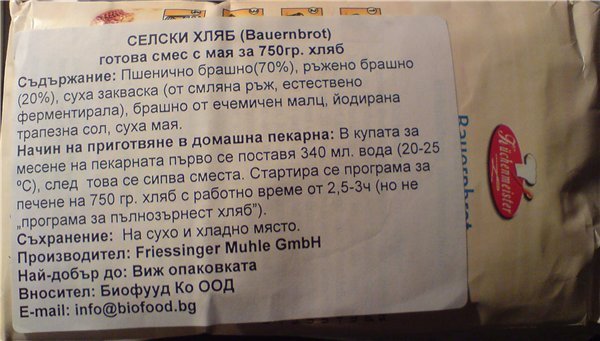 СЕЛСКИ ХЛЯБ (Bauernbrot)
готова смес с мая за 750гр. хляб
Съдържание: Пшенично брашно(70%), ръжено брашно
(20%), суха закваска (от смляна ръж, естествено
ферментирала), брашно от ечемичен малц, йодирана
трапезна сол, суха мая.
Начин на приготвяне в домашна пекарна: В купата за
месене на пекарната първо се поставя 340 мл. вода (20-25
ºС), след това се сипва сместа. Стартира се програма за
печене на 750 гр. хляб с работно време от 2,5-3ч (но не
„програма за пълнозърнест хляб").
Съхранение: На сухо и хладно място.
Производител: Friessinger Muhle GmbH
Най-добър до: Виж опаковката
Вносител: Биофууд Ко ООД
E-mail: info@biofood.bg
Küchenmeister
Bauernbrot